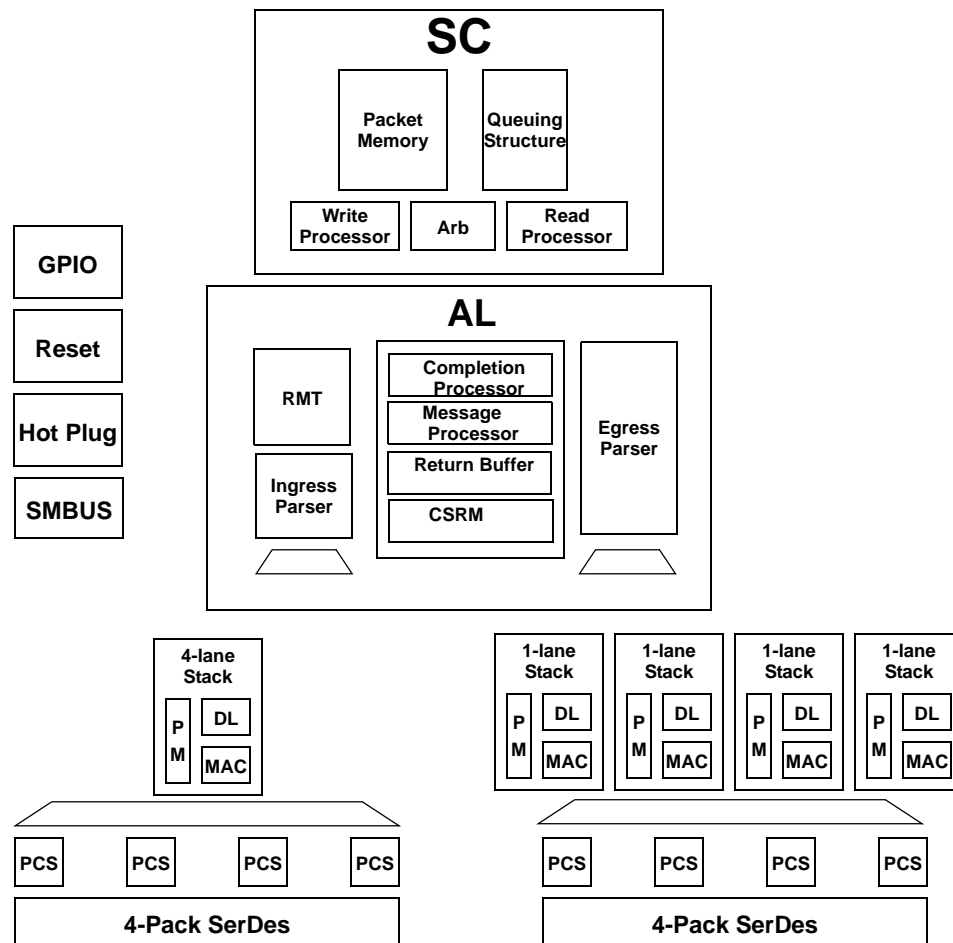 SC
Packet
Memory
Queuing
Structure
Write
Processor
Arb
Read
Processor
GPIO
Reset
Hot Plug
SMBUS
AL
RMT
Ingress
Parser
Completion
Processor
Message
Processor
Return Buffer
CSRM
Egress
Parser
4-lane
Stack
P
M
DL
MAC
1-lane
Stack
P
M
DL
MAC
1-lane
Stack
P
M
DL
MAC
1-lane
Stack
P
M
DL
MAC
1-lane
Stack
P
M
DL
MAC
PCS
PCS
PCS
PCS
4-Pack SerDes
PCS
PCS
PCS
PCS
4-Pack SerDes